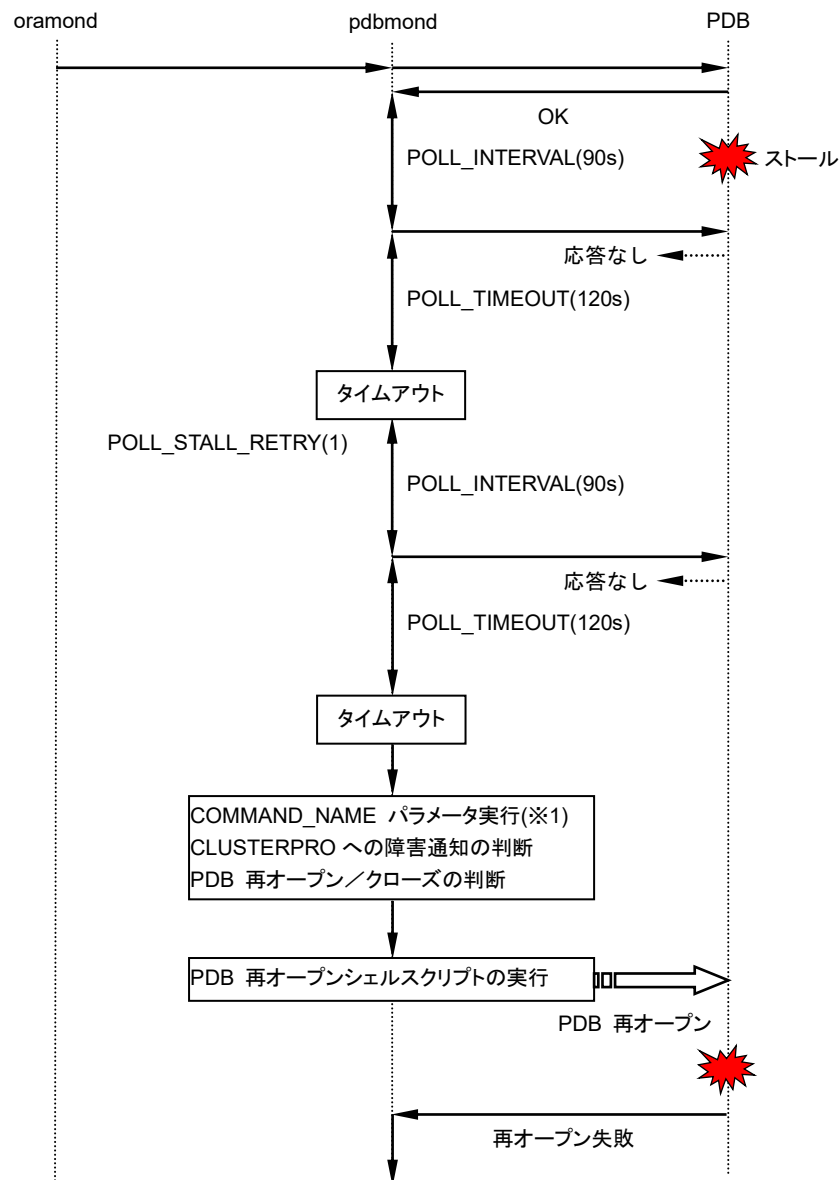 oramond pdbmond PDB
OK
POLL_INTERVAL(90s)
ストール
応答なし
POLL_TIMEOUT(120s)
タイムアウト
POLL_STALL_RETRY(1)
POLL_INTERVAL(90s)
応答なし
POLL_TIMEOUT(120s)
タイムアウト
COMMAND_NAME パラメータ実行(※1)
CLUSTERPRO への障害通知の判断
PDB 再オープン／クローズの判断
PDB 再オープンシェルスクリプトの実行
PDB 再オープン
再オープン失敗